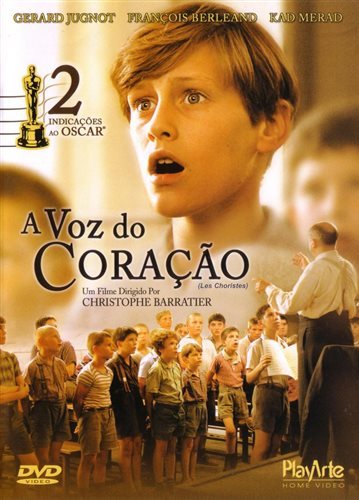 GERARD JUGNOT FRANÇOIS BERLEAND KAD MERAD
2
INDICAÇÕES
AO OSCAR®
A VOZ DO
CORAÇÃO
(Les Choristes)
Um Filme Dirigido Por
CHRISTOPHE BARRATIER
DVD
VIDEO
PlayArte
HOME VIDEO